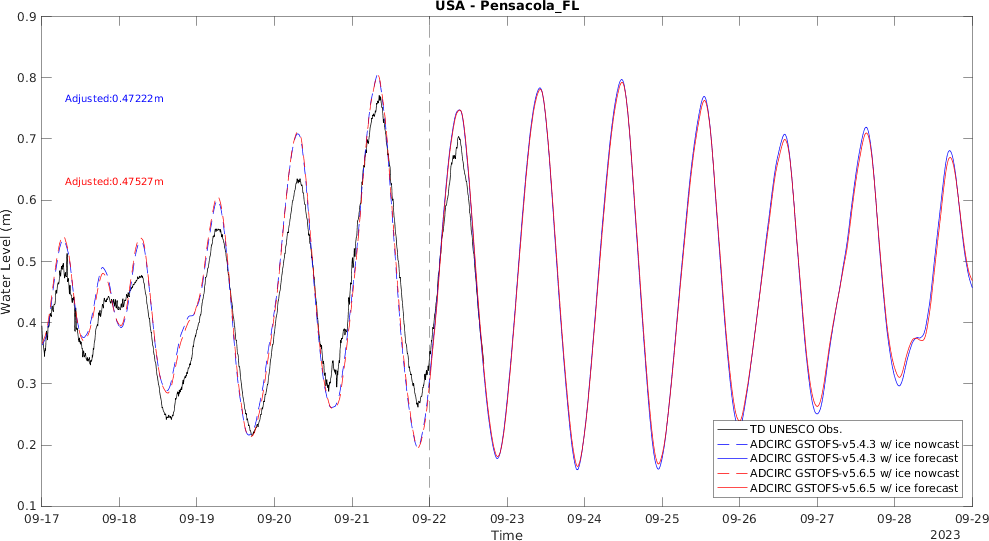 USA - Pensacola_FL
0.9
0.8
0.7
0.6
0.5
0.4
0.3
0.2
0.1
Water Level (m)
Adjusted:0.47222m
Adjusted:0.47527m
TD UNESCO Obs.
ADCIRC GSTOFS-v5.4.3 w/ ice nowcast
ADCIRC GSTOFS-v5.4.3 w/ ice forecast
ADCIRC GSTOFS-v5.6.5 w/ ice nowcast
ADCIRC GSTOFS-v5.6.5 w/ ice forecast
09-17 09-18 09-19 09-20 09-21 09-22 09-23 09-24 09-25 09-26 09-27 09-28 09-29
Time
2023